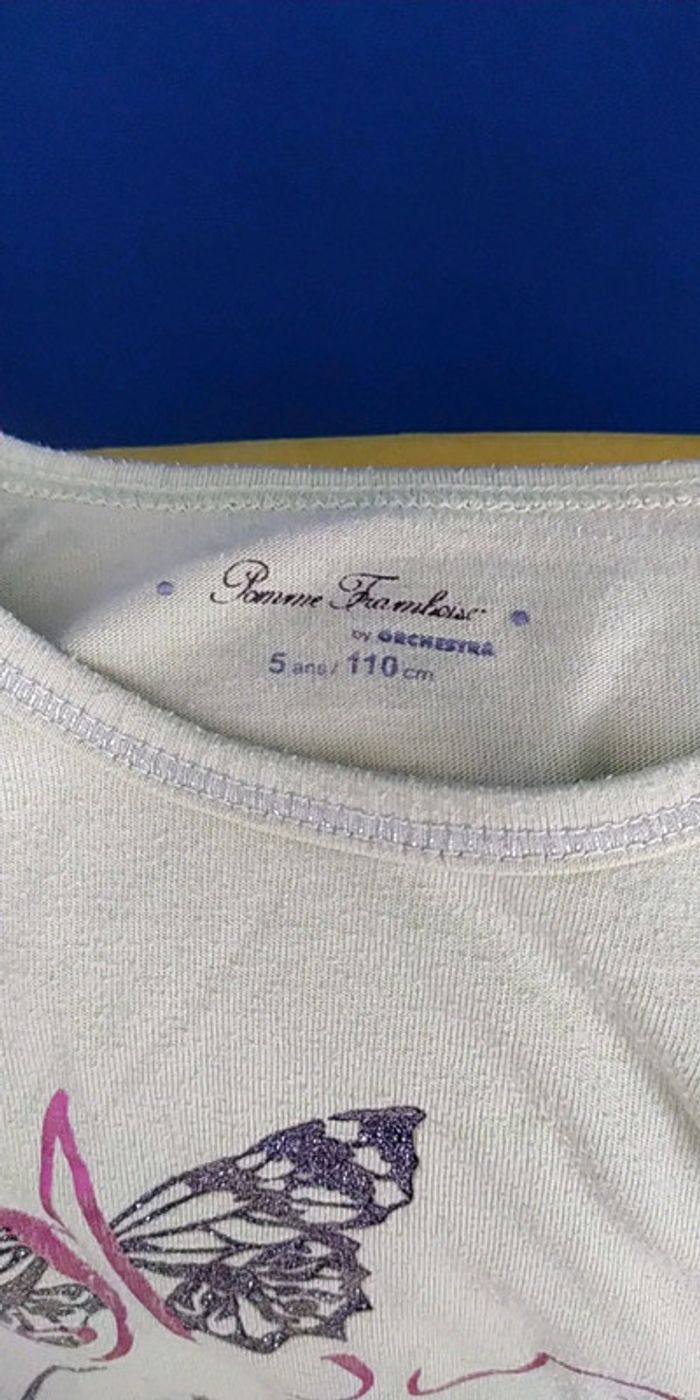 Pomme Framboise
by ORCHESTRA
5 ans / 110 cm